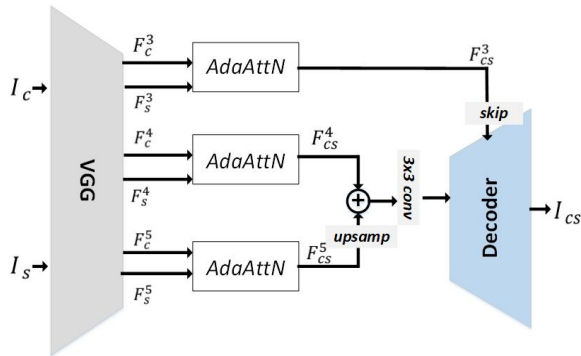 F_c^3
AdaAttN
F_cs^3
I_c
F_s^3
skip
F_c^4
F_cs^4
VGG
AdaAttN
F_s^4
3x3 conv
+
Decoder
I_cs
upsamp
F_c^5
F_cs^5
I_s
AdaAttN
F_s^5